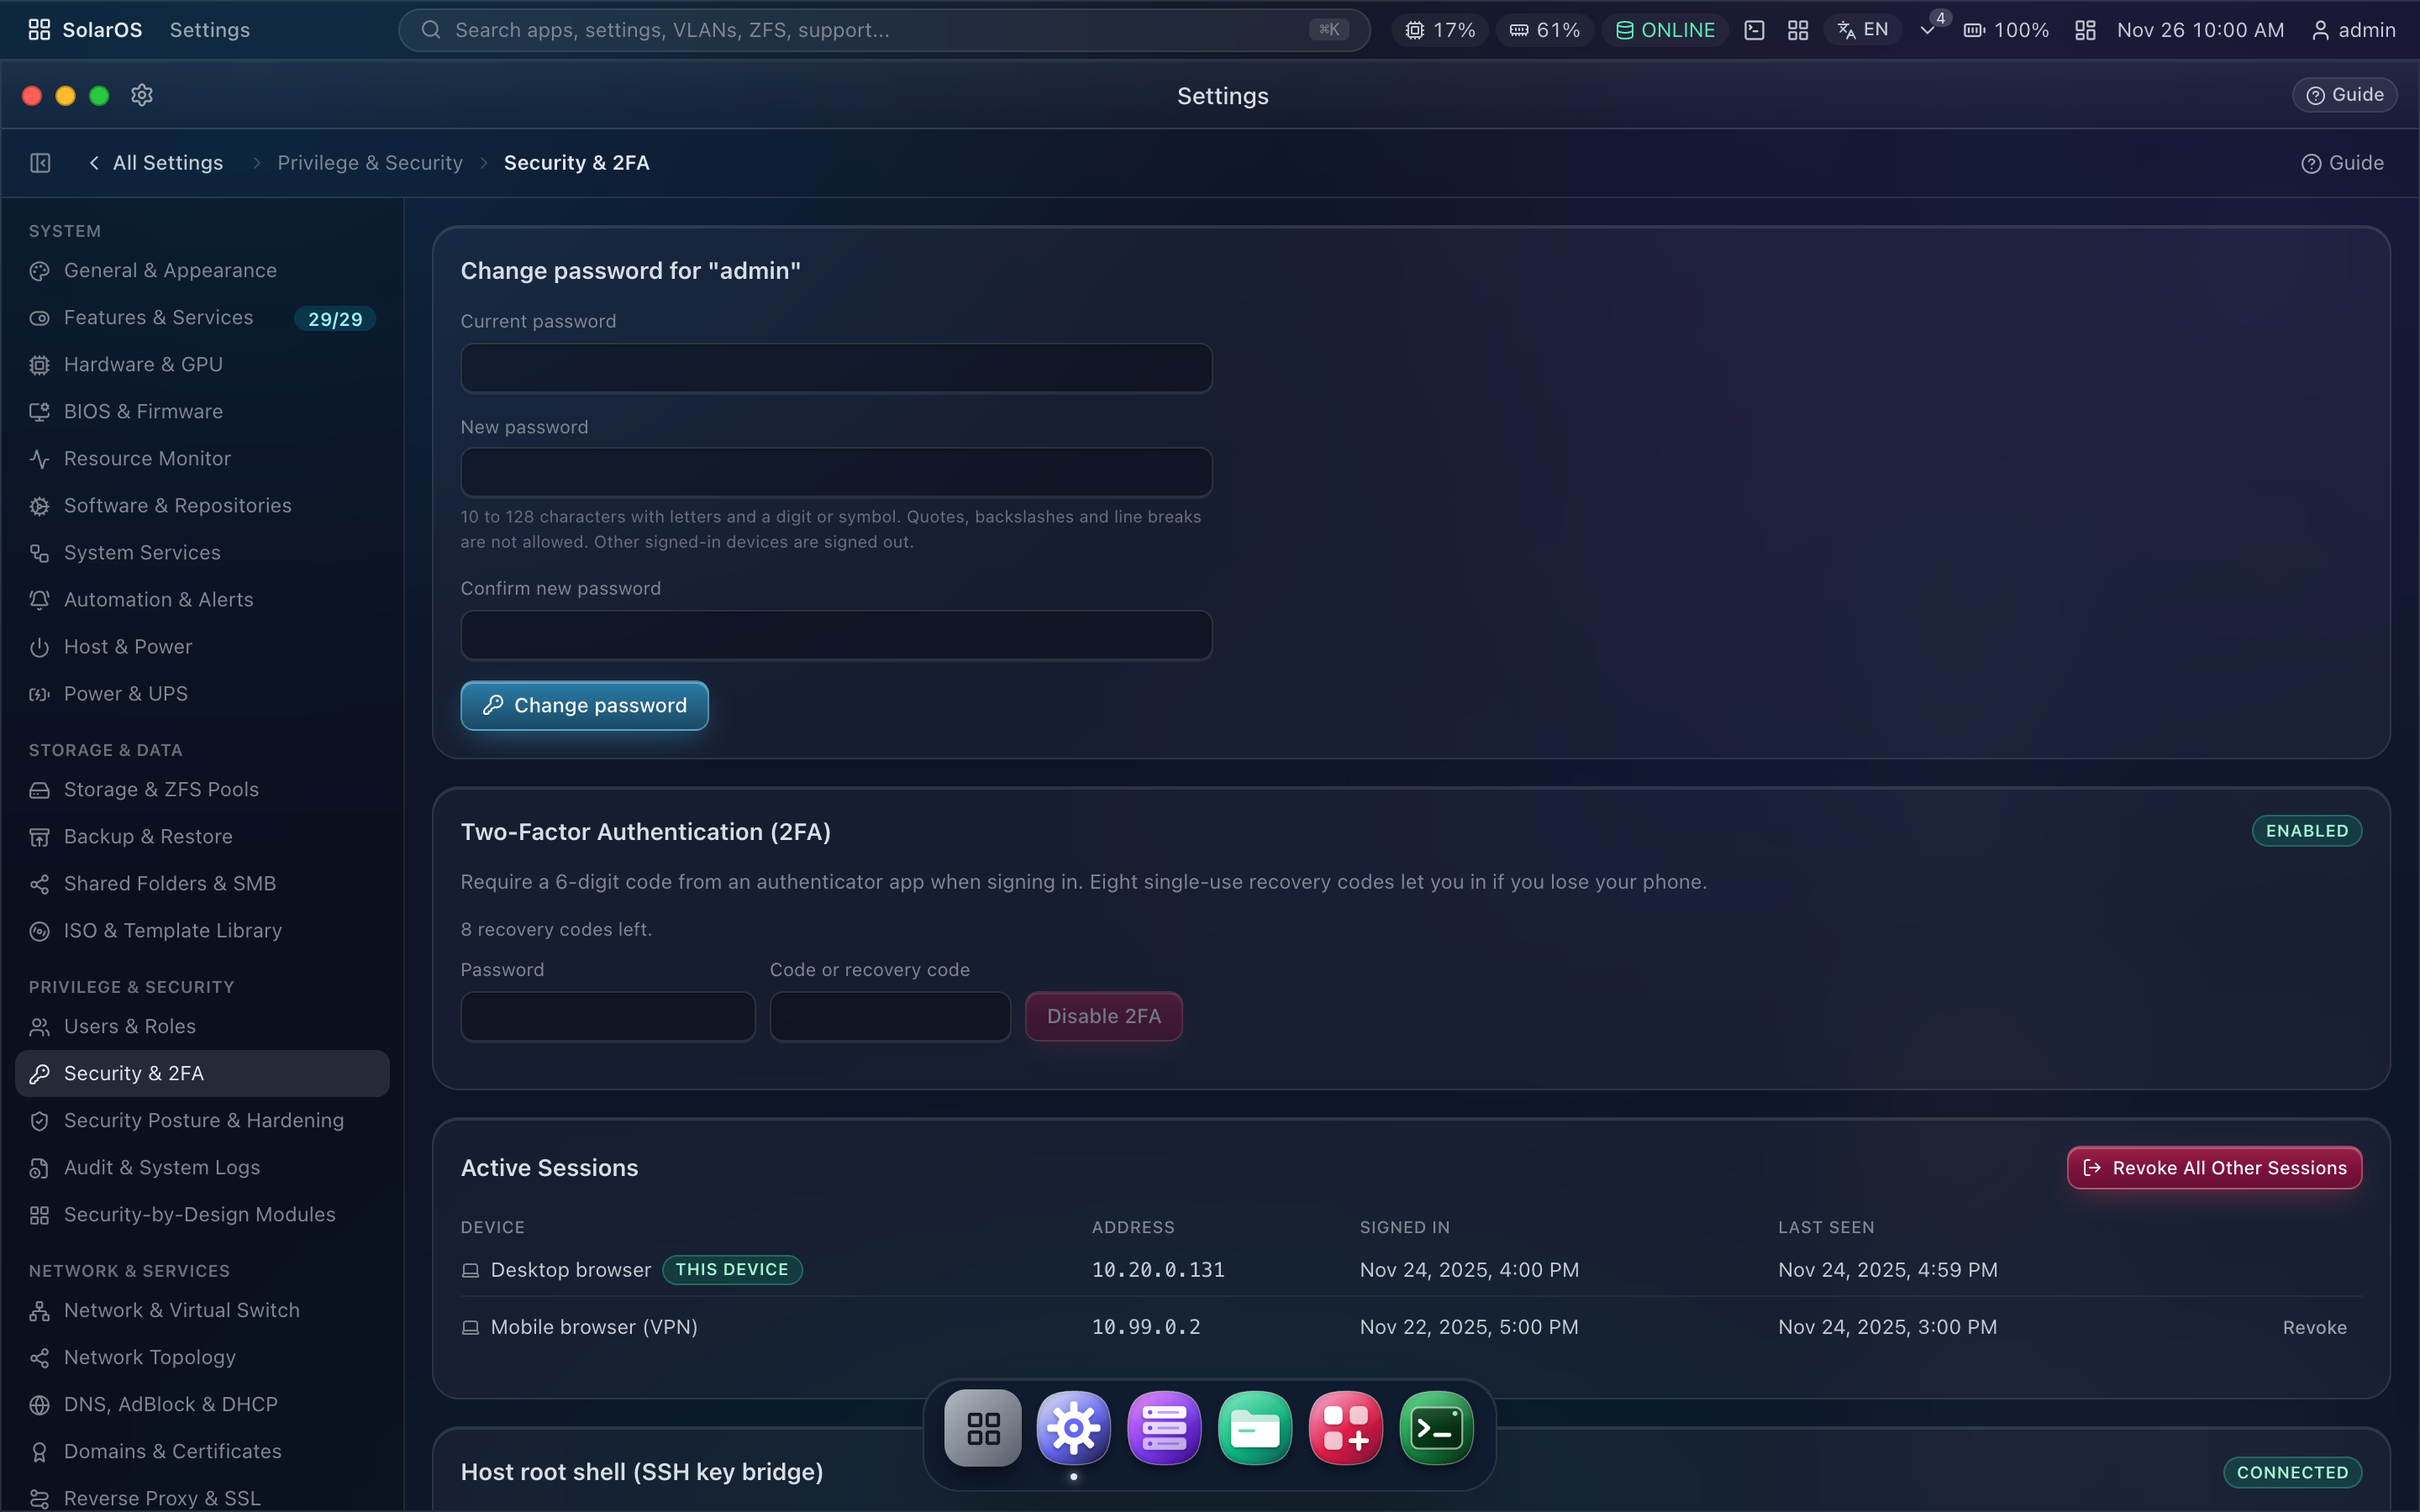 SolarOS Settings Search apps, settings, VLANs, ZFS, support... ⌘K 17% 61% ONLINE EN 4 100% Nov 26 10:00 AM admin
Settings Guide
All Settings Privilege & Security Security & 2FA Guide
SYSTEM
General & Appearance
Features & Services 29/29
Hardware & GPU
BIOS & Firmware
Resource Monitor
Software & Repositories
System Services
Automation & Alerts
Host & Power
Power & UPS
STORAGE & DATA
Storage & ZFS Pools
Backup & Restore
Shared Folders & SMB
ISO & Template Library
PRIVILEGE & SECURITY
Users & Roles
Security & 2FA
Security Posture & Hardening
Audit & System Logs
Security-by-Design Modules
NETWORK & SERVICES
Network & Virtual Switch
Network Topology
DNS, AdBlock & DHCP
Domains & Certificates
Reverse Proxy & SSL
Change password for "admin"
Current password
New password
10 to 128 characters with letters and a digit or symbol. Quotes, backslashes and line breaks
are not allowed. Other signed-in devices are signed out.
Confirm new password
Change password
Two-Factor Authentication (2FA) ENABLED
Require a 6-digit code from an authenticator app when signing in. Eight single-use recovery codes let you in if you lose your phone.
8 recovery codes left.
Password Code or recovery code
Disable 2FA
Active Sessions Revoke All Other Sessions
DEVICE ADDRESS SIGNED IN LAST SEEN
Desktop browser THIS DEVICE 10.20.0.131 Nov 24, 2025, 4:00 PM Nov 24, 2025, 4:59 PM
Mobile browser (VPN) 10.99.0.2 Nov 22, 2025, 5:00 PM Nov 24, 2025, 3:00 PM Revoke
Host root shell (SSH key bridge) CONNECTED